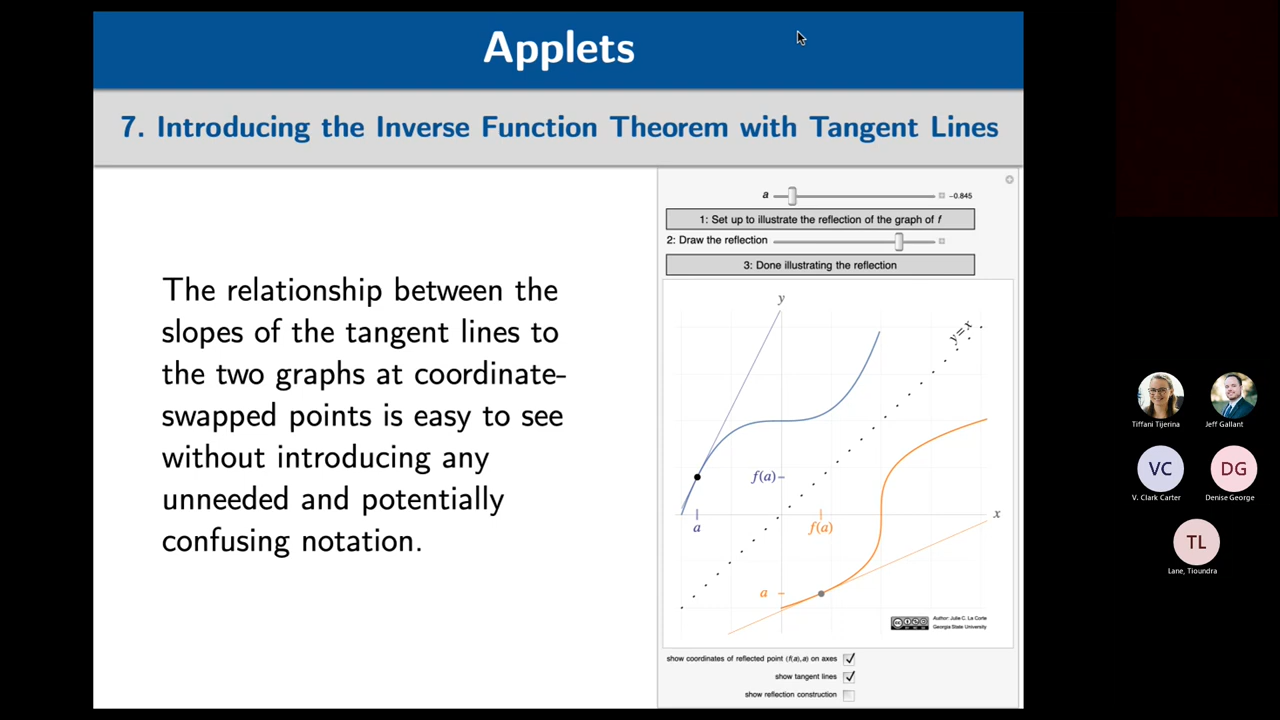 Applets
7. Introducing the Inverse Function Theorem with Tangent Lines
The relationship between the
slopes of the tangent lines to
the two graphs at coordinate-
swapped points is easy to see
without introducing any
unneeded and potentially
confusing notation.
a
-0.845
1: Set up to illustrate the reflection of the graph of f
2: Draw the reflection
3: Done illustrating the reflection
y
y=x
f(a)
x
a
f(a)
a
Author: Julie C. La Corte
Georgia State University
show coordinates of reflected point (f(a),a) on axes
show tangent lines
show reflection construction
Tiffani Tijerina
Jeff Gallant
VC
DG
V. Clark Carter
Denise George
TL
Lane, Tioundra